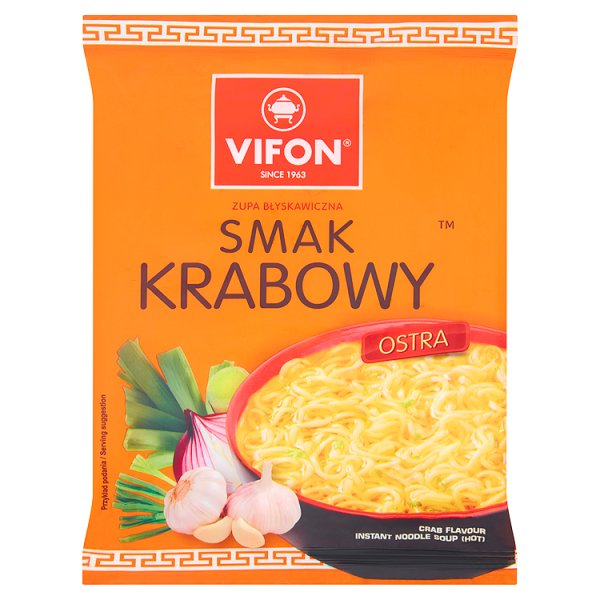 VIFON®
SINCE 1963
ZUPA BŁYSKAWICZNA
SMAK ™
KRABOWY
OSTRA
Przykład podania / Serving suggestion
CRAB FLAVOUR
INSTANT NOODLE SOUP (HOT)